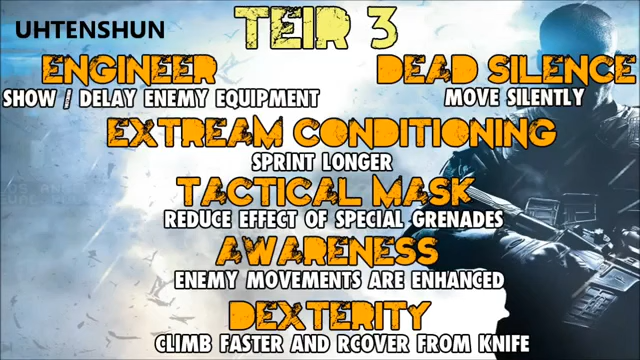 UHTENSHUN
TEIR 3
ENGINEER
SHOW / DELAY ENEMY EQUIPMENT
DEAD SILENCE
MOVE SILENTLY
EXTREAM CONDITIONING
SPRINT LONGER
TACTICAL MASK
REDUCE EFFECT OF SPECIAL GRENADES
AWARENESS
ENEMY MOVEMENTS ARE ENHANCED
DEXTERITY
CLIMB FASTER AND RCOVER FROM KNIFE